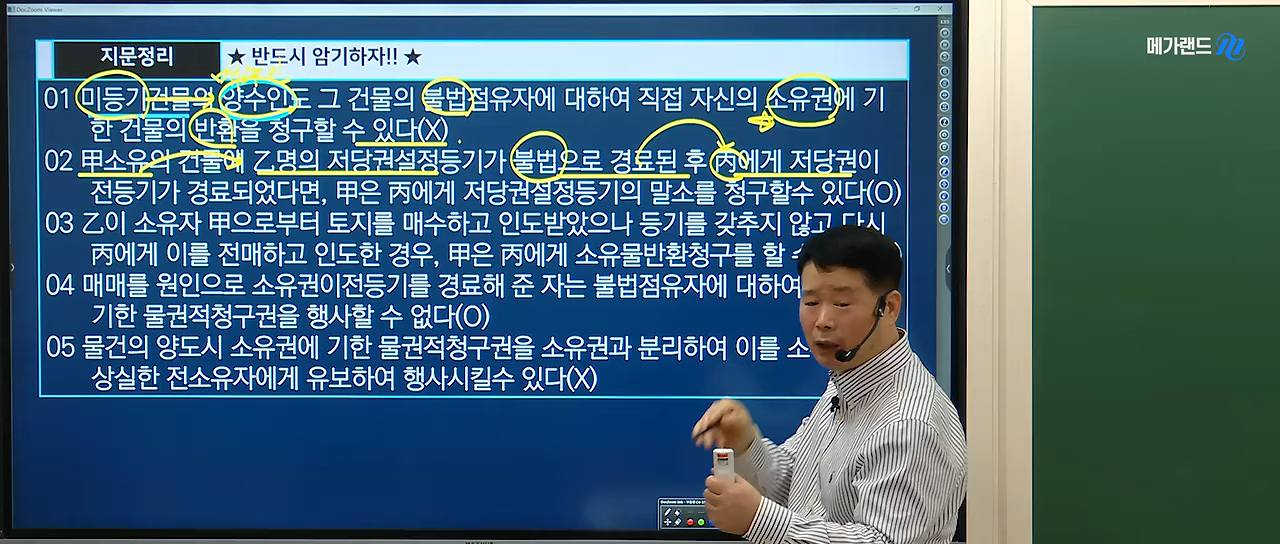 DocZoom Viewer
지문정리 ★ 반드시 암기하자!! ★
메가랜드
01 미등기건물의 양수인도 그 건물의 불법점유자에 대하여 직접 자신의 소유권에 기
한 건물의 반환을 청구할 수 있다(X)
02 甲소유의 건물에 乙명의 저당권설정등기가 불법으로 경료된 후 丙에게 저당권이
전등기가 경료되었다면, 甲은 丙에게 저당권설정등기의 말소를 청구할수 있다(O)
03 乙이 소유자 甲으로부터 토지를 매수하고 인도받았으나 등기를 갖추지 않고 다시
丙에게 이를 전매하고 인도한 경우, 甲은 丙에게 소유물반환청구를 할
04 매매를 원인으로 소유권이전등기를 경료해 준 자는 불법점유자에 대하여
기한 물권적청구권을 행사할 수 없다(O)
05 물건의 양도시 소유권에 기한 물권적청구권을 소유권과 분리하여 이를 소
상실한 전소유자에게 유보하여 행사시킬수 있다(X)